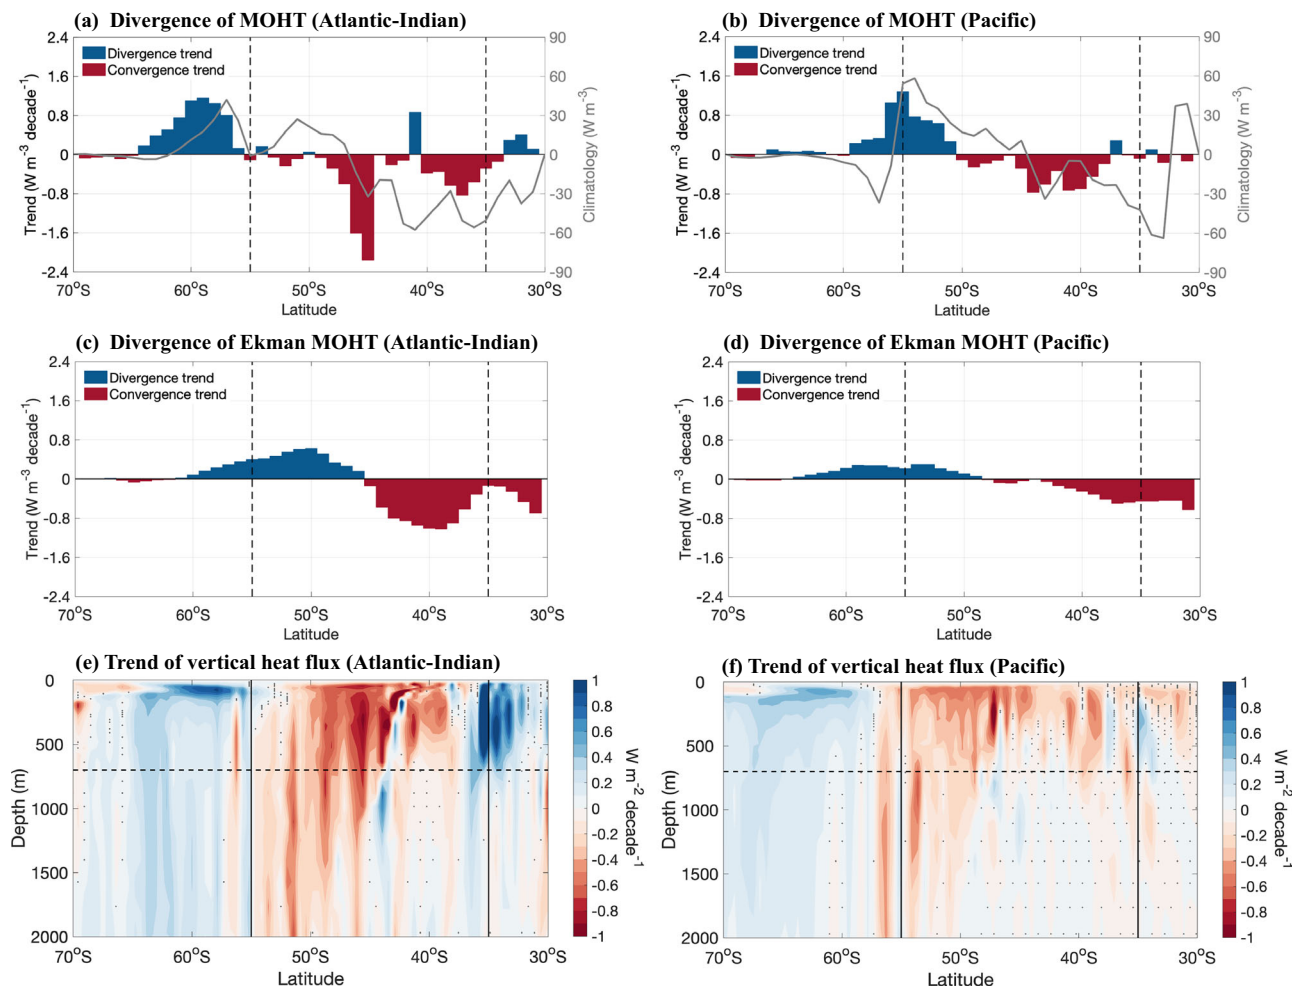 (a) Divergence of MOHT (Atlantic-Indian)
2.4
1.6
0.8
0
-0.8
-1.6
-2.4
Trend (W m⁻³ decade⁻¹)
Divergence trend
Convergence trend
90
60
30
0
-30
-60
-90
Climatology (W m⁻³)
70°S 60°S 50°S 40°S 30°S
Latitude
(b) Divergence of MOHT (Pacific)
2.4
1.6
0.8
0
-0.8
-1.6
-2.4
Trend (W m⁻³ decade⁻¹)
Divergence trend
Convergence trend
90
60
30
0
-30
-60
-90
Climatology (W m⁻³)
70°S 60°S 50°S 40°S 30°S
Latitude
(c) Divergence of Ekman MOHT (Atlantic-Indian)
2.4
1.6
0.8
0
-0.8
-1.6
-2.4
Trend (W m⁻³ decade⁻¹)
Divergence trend
Convergence trend
70°S 60°S 50°S 40°S 30°S
Latitude
(d) Divergence of Ekman MOHT (Pacific)
2.4
1.6
0.8
0
-0.8
-1.6
-2.4
Trend (W m⁻³ decade⁻¹)
Divergence trend
Convergence trend
70°S 60°S 50°S 40°S 30°S
Latitude
(e) Trend of vertical heat flux (Atlantic-Indian)
0
500
1000
1500
2000
Depth (m)
70°S 60°S 50°S 40°S 30°S
Latitude
1
0.8
0.6
0.4
0.2
0
-0.2
-0.4
-0.6
-0.8
-1
W m⁻² decade⁻¹
(f) Trend of vertical heat flux (Pacific)
0
500
1000
1500
2000
Depth (m)
70°S 60°S 50°S 40°S 30°S
Latitude
1
0.8
0.6
0.4
0.2
0
-0.2
-0.4
-0.6
-0.8
-1
W m⁻² decade⁻¹